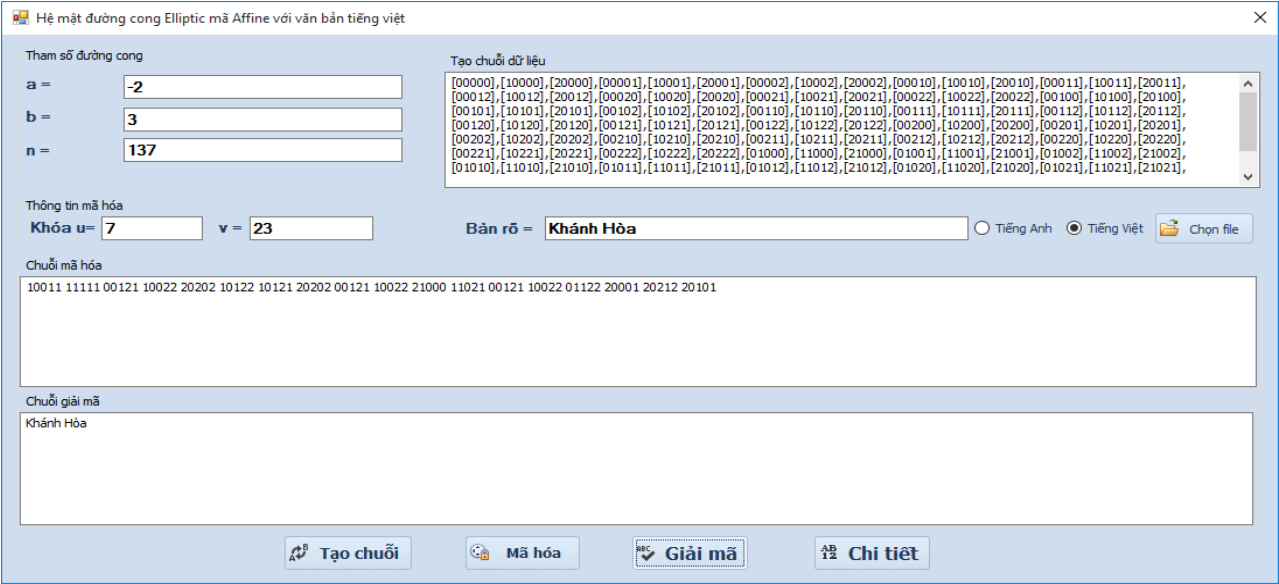 Hệ mật đường cong Elliptic mã Affine với văn bản tiếng việt
Tham số đường cong
a = -2
b = 3
n = 137
Tạo chuỗi dữ liệu
[00000],[10000],[20000],[00001],[10001],[20001],[00002],[10002],[20002],[00010],[10010],[20010],[00011],[10011],[20011],
[00012],[10012],[20012],[00020],[10020],[20020],[00021],[10021],[20021],[00022],[10022],[20022],[00100],[10100],[20100],
[00101],[10101],[20101],[00102],[10102],[20102],[00110],[10110],[20110],[00111],[10111],[20111],[00112],[10112],[20112],
[00120],[10120],[20120],[00121],[10121],[20121],[00122],[10122],[20122],[00200],[10200],[20200],[00201],[10201],[20201],
[00202],[10202],[20202],[00210],[10210],[20210],[00211],[10211],[20211],[00212],[10212],[20212],[00220],[10220],[20220],
[00221],[10221],[20221],[00222],[10222],[20222],[01000],[11000],[21000],[01001],[11001],[21001],[01002],[11002],[21002],
[01010],[11010],[21010],[01011],[11011],[21011],[01012],[11012],[21012],[01020],[11020],[21020],[01021],[11021],[21021],
Thông tin mã hóa
Khóa u= 7 v = 23 Bản rõ = Khánh Hòa Tiếng Anh Tiếng Việt Chọn file
Chuỗi mã hóa
10011 11111 00121 10022 20202 10122 10121 20202 00121 10022 21000 11021 00121 10022 01122 20001 20212 20101
Chuỗi giải mã
Khánh Hòa
Tạo chuỗi Mã hóa Giải mã Chi tiết